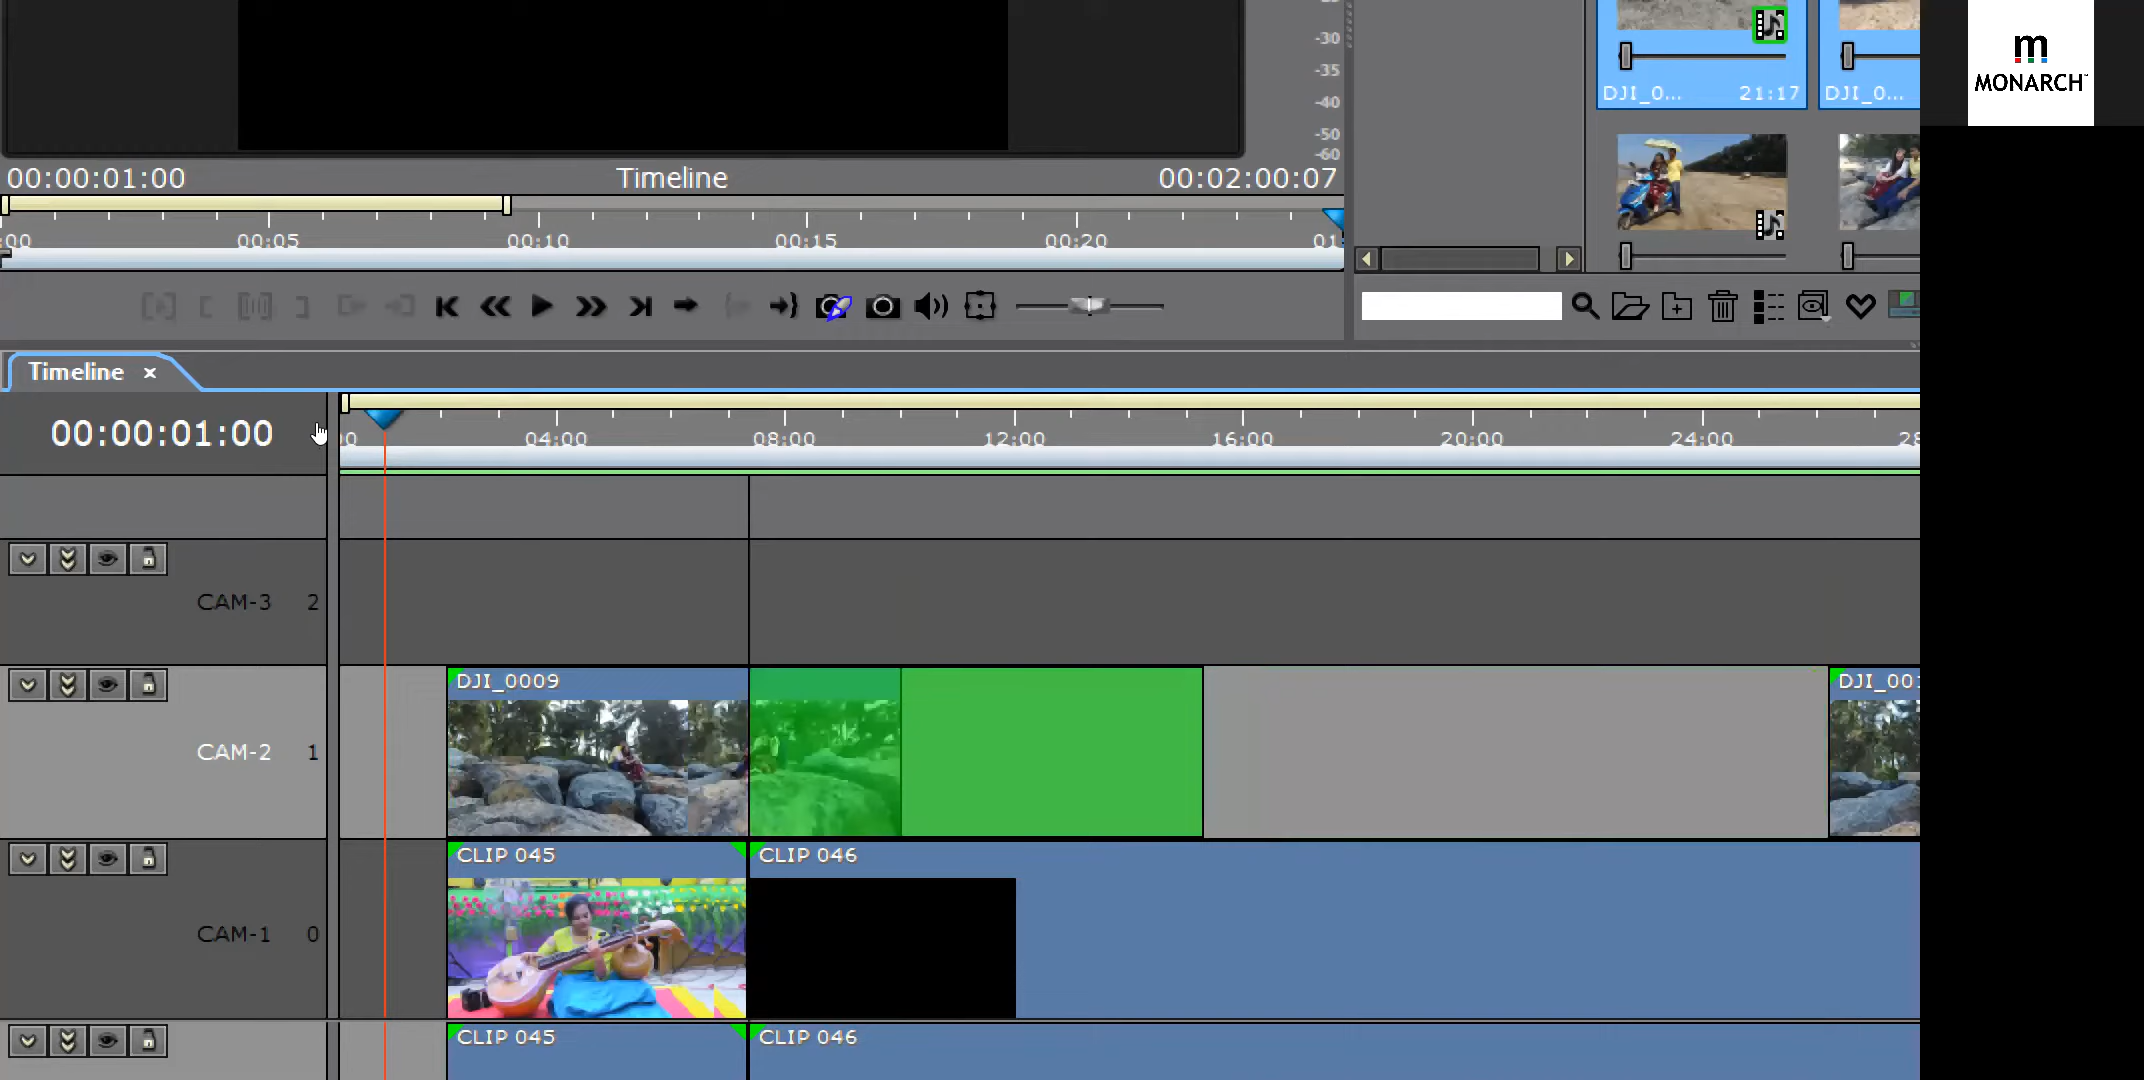 -30
-35
-40
-50
-60
DJI_0... 21:17
DJI_0...
m
MONARCH
00:00:01:00 Timeline 00:02:00:07
:00 00:05 00:10 00:15 00:20 01:
Timeline ×
00:00:01:00
00 04:00 08:00 12:00 16:00 20:00 24:00 28
CAM-3 2
DJI_0009
DJI_001
CAM-2 1
CLIP 045 CLIP 046
CAM-1 0
CLIP 045 CLIP 046